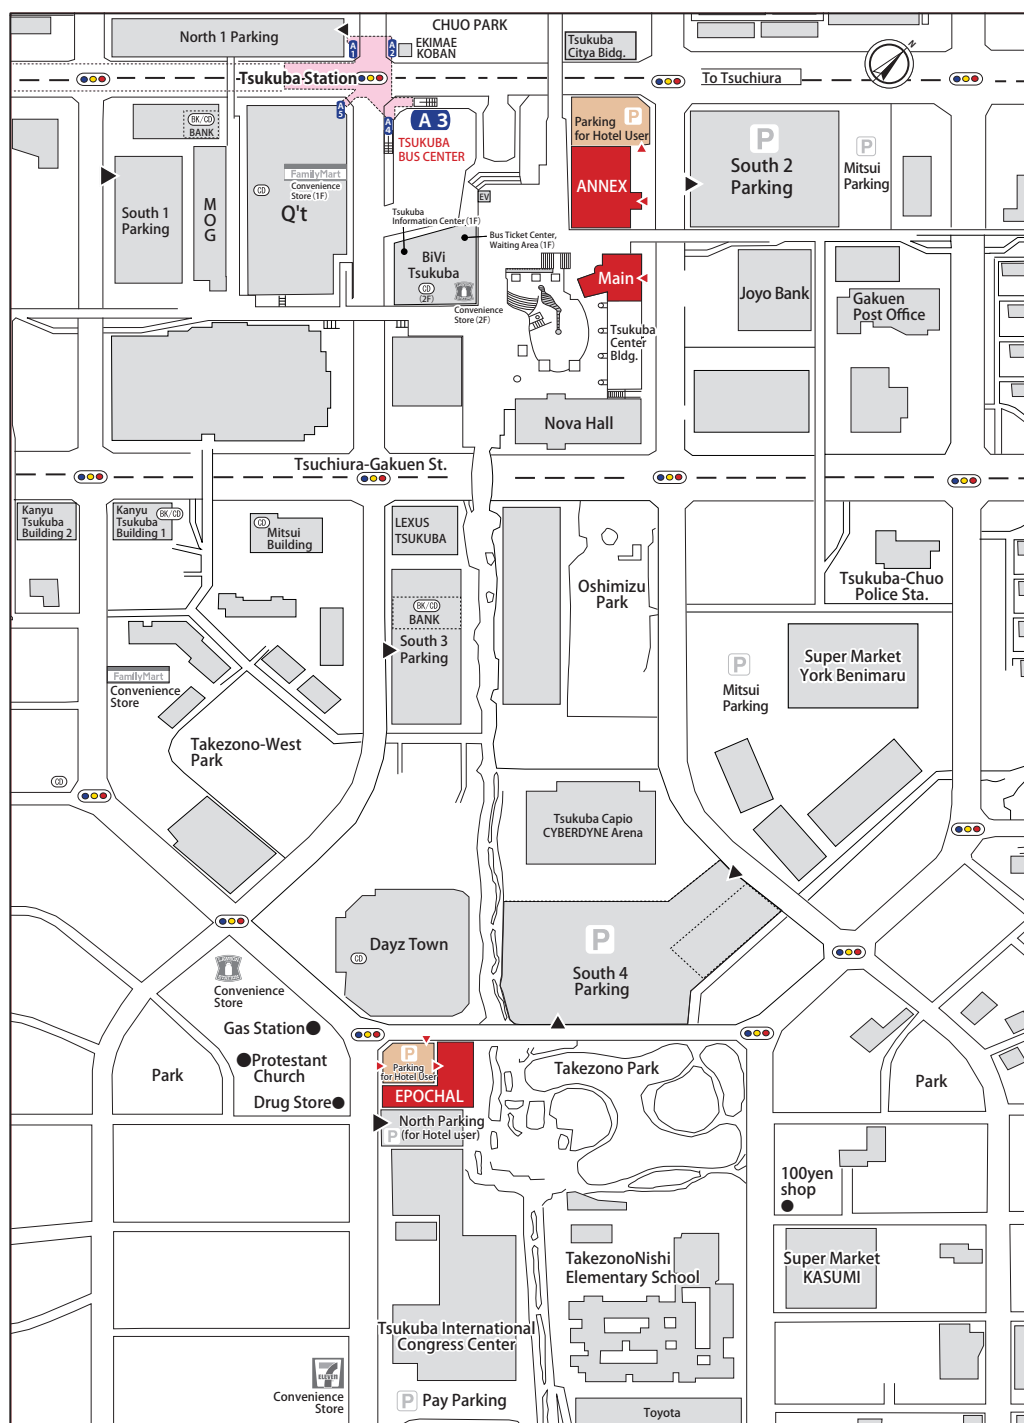 North 1 Parking
A1
A2
CHUO PARK
EKIMAE
KOBAN
Tsukuba
Citya Bidg.
N
Tsukuba Station
To Tsuchiura
BK/CD
BANK
A5
A4
A3
TSUKUBA
BUS CENTER
P
Parking
for Hotel User
P
South 2
Parking
P
Mitsui
Parking
FamilyMart
Convenience
Store (1F)
CD
Q't
ANNEX
South 1
Parking
MOG
EV
Tsukuba
Information Center (1F)
Bus Ticket Center,
Waiting Area (1F)
BiVi
Tsukuba
CD
(2F)
Convenience
Store (2F)
Main
Joyo Bank
Gakuen
Post Office
Tsukuba
Center
Bldg.
Nova Hall
Tsuchiura-Gakuen St.
Kanyu
Tsukuba
Building 2
Kanyu
Tsukuba
Building 1
BK/CD
CD
Mitsui
Building
LEXUS
TSUKUBA
Oshimizu
Park
Tsukuba-Chuo
Police Sta.
BK/CD
BANK
South 3
Parking
Super Market
York Benimaru
P
Mitsui
Parking
FamilyMart
Convenience
Store
Takezono-West
Park
CD
Tsukuba Capio
CYBERDYNE Arena
Dayz Town
CD
P
South 4
Parking
Convenience
Store
Gas Station
Protestant
Church
Drug Store
Park
P
Parking
for Hotel User
EPOCHAL
Takezono Park
Park
North Parking
(for Hotel user)
P
100yen
shop
TakezonoNishi
Elementary School
Super Market
KASUMI
Tsukuba International
Congress Center
7
ELEVEN
Convenience
Store
P
Pay Parking
Toyota